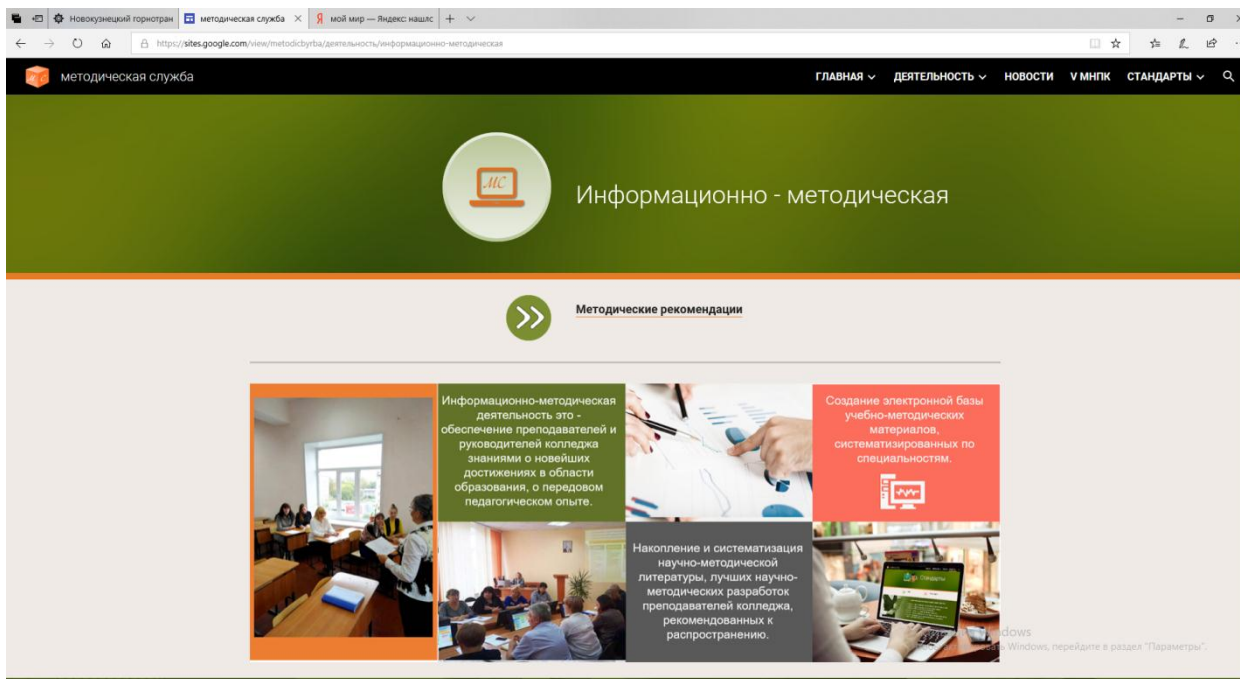 Новокузнецкий горнотран
методическая служба
мой мир — Яндекс: нашлс
https://sites.google.com/view/metodicbyrba/деятельность/информационно-методическая
МС
методическая служба
ГЛАВНАЯ
ДЕЯТЕЛЬНОСТЬ
НОВОСТИ
V МНПК
СТАНДАРТЫ
МС
Информационно - методическая
Методические рекомендации
Информационно-методическая
деятельность это -
обеспечение преподавателей и
руководителей колледжа
знаниями о новейших
достижениях в области
образования, о передовом
педагогическом опыте.
Создание электронной базы
учебно-методических
материалов,
систематизированных по
специальностям.
Накопление и систематизация
научно-методической
литературы, лучших научно-
методических разработок
преподавателей колледжа,
рекомендованных к
распространению.
Стандарты
Windows, перейдите в раздел "Параметры".